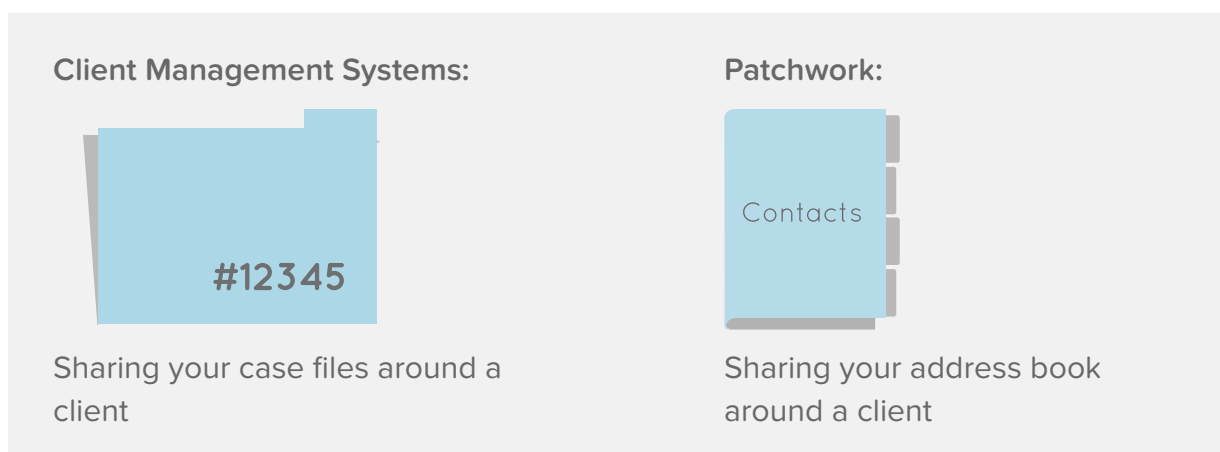 Client Management Systems:
#12345
Sharing your case files around a
client
Patchwork:
Contacts
Sharing your address book
around a client